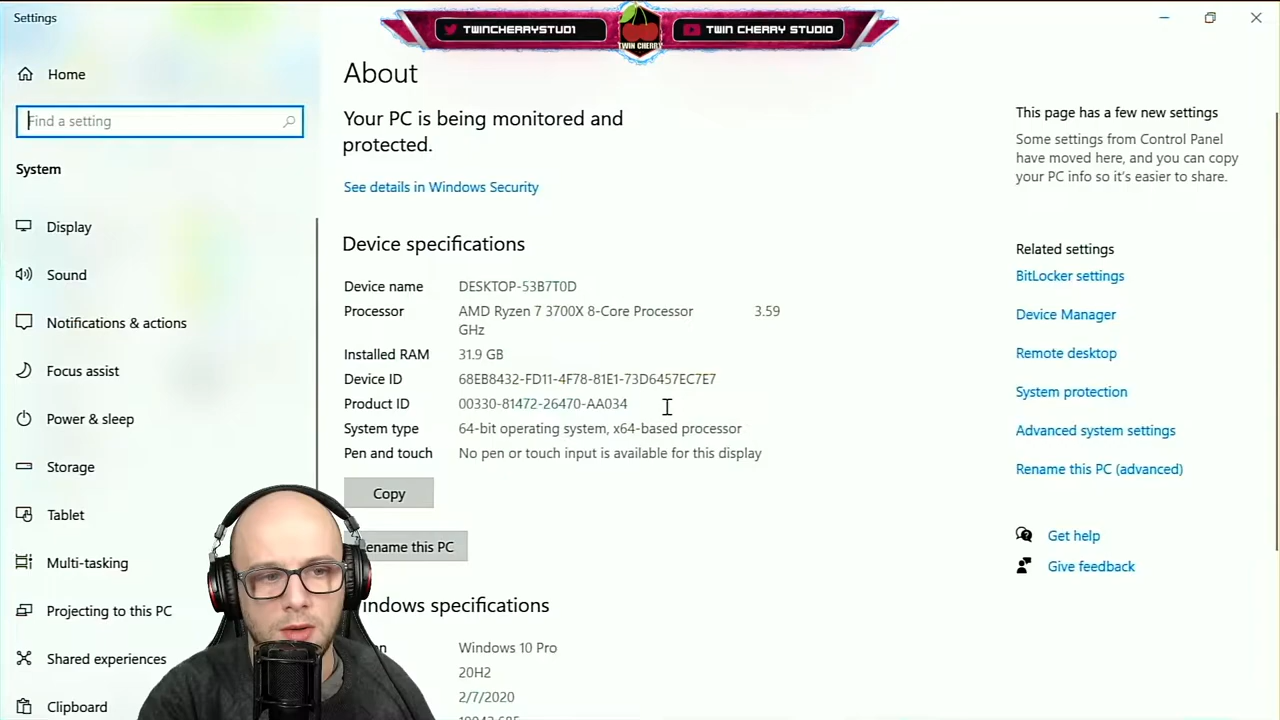 Settings
TWINCHERRYSTUD1
TWIN CHERRY
TWIN CHERRY STUDIO
Home
Find a setting
System
Display
Sound
Notifications & actions
Focus assist
Power & sleep
Storage
Tablet
Multi-tasking
Projecting to this PC
Shared experiences
Clipboard
About
Your PC is being monitored and
protected.
See details in Windows Security
Device specifications
Device name DESKTOP-53B7T0D
Processor AMD Ryzen 7 3700X 8-Core Processor 3.59
GHz
Installed RAM 31.9 GB
Device ID 68EB8432-FD11-4F78-81E1-73D6457EC7E7
Product ID 00330-81472-26470-AA034
System type 64-bit operating system, x64-based processor
Pen and touch No pen or touch input is available for this display
Copy
ename this PC
indows specifications
Windows 10 Pro
20H2
2/7/2020
This page has a few new settings
Some settings from Control Panel
have moved here, and you can copy
your PC info so it's easier to share.
Related settings
BitLocker settings
Device Manager
Remote desktop
System protection
Advanced system settings
Rename this PC (advanced)
Get help
Give feedback